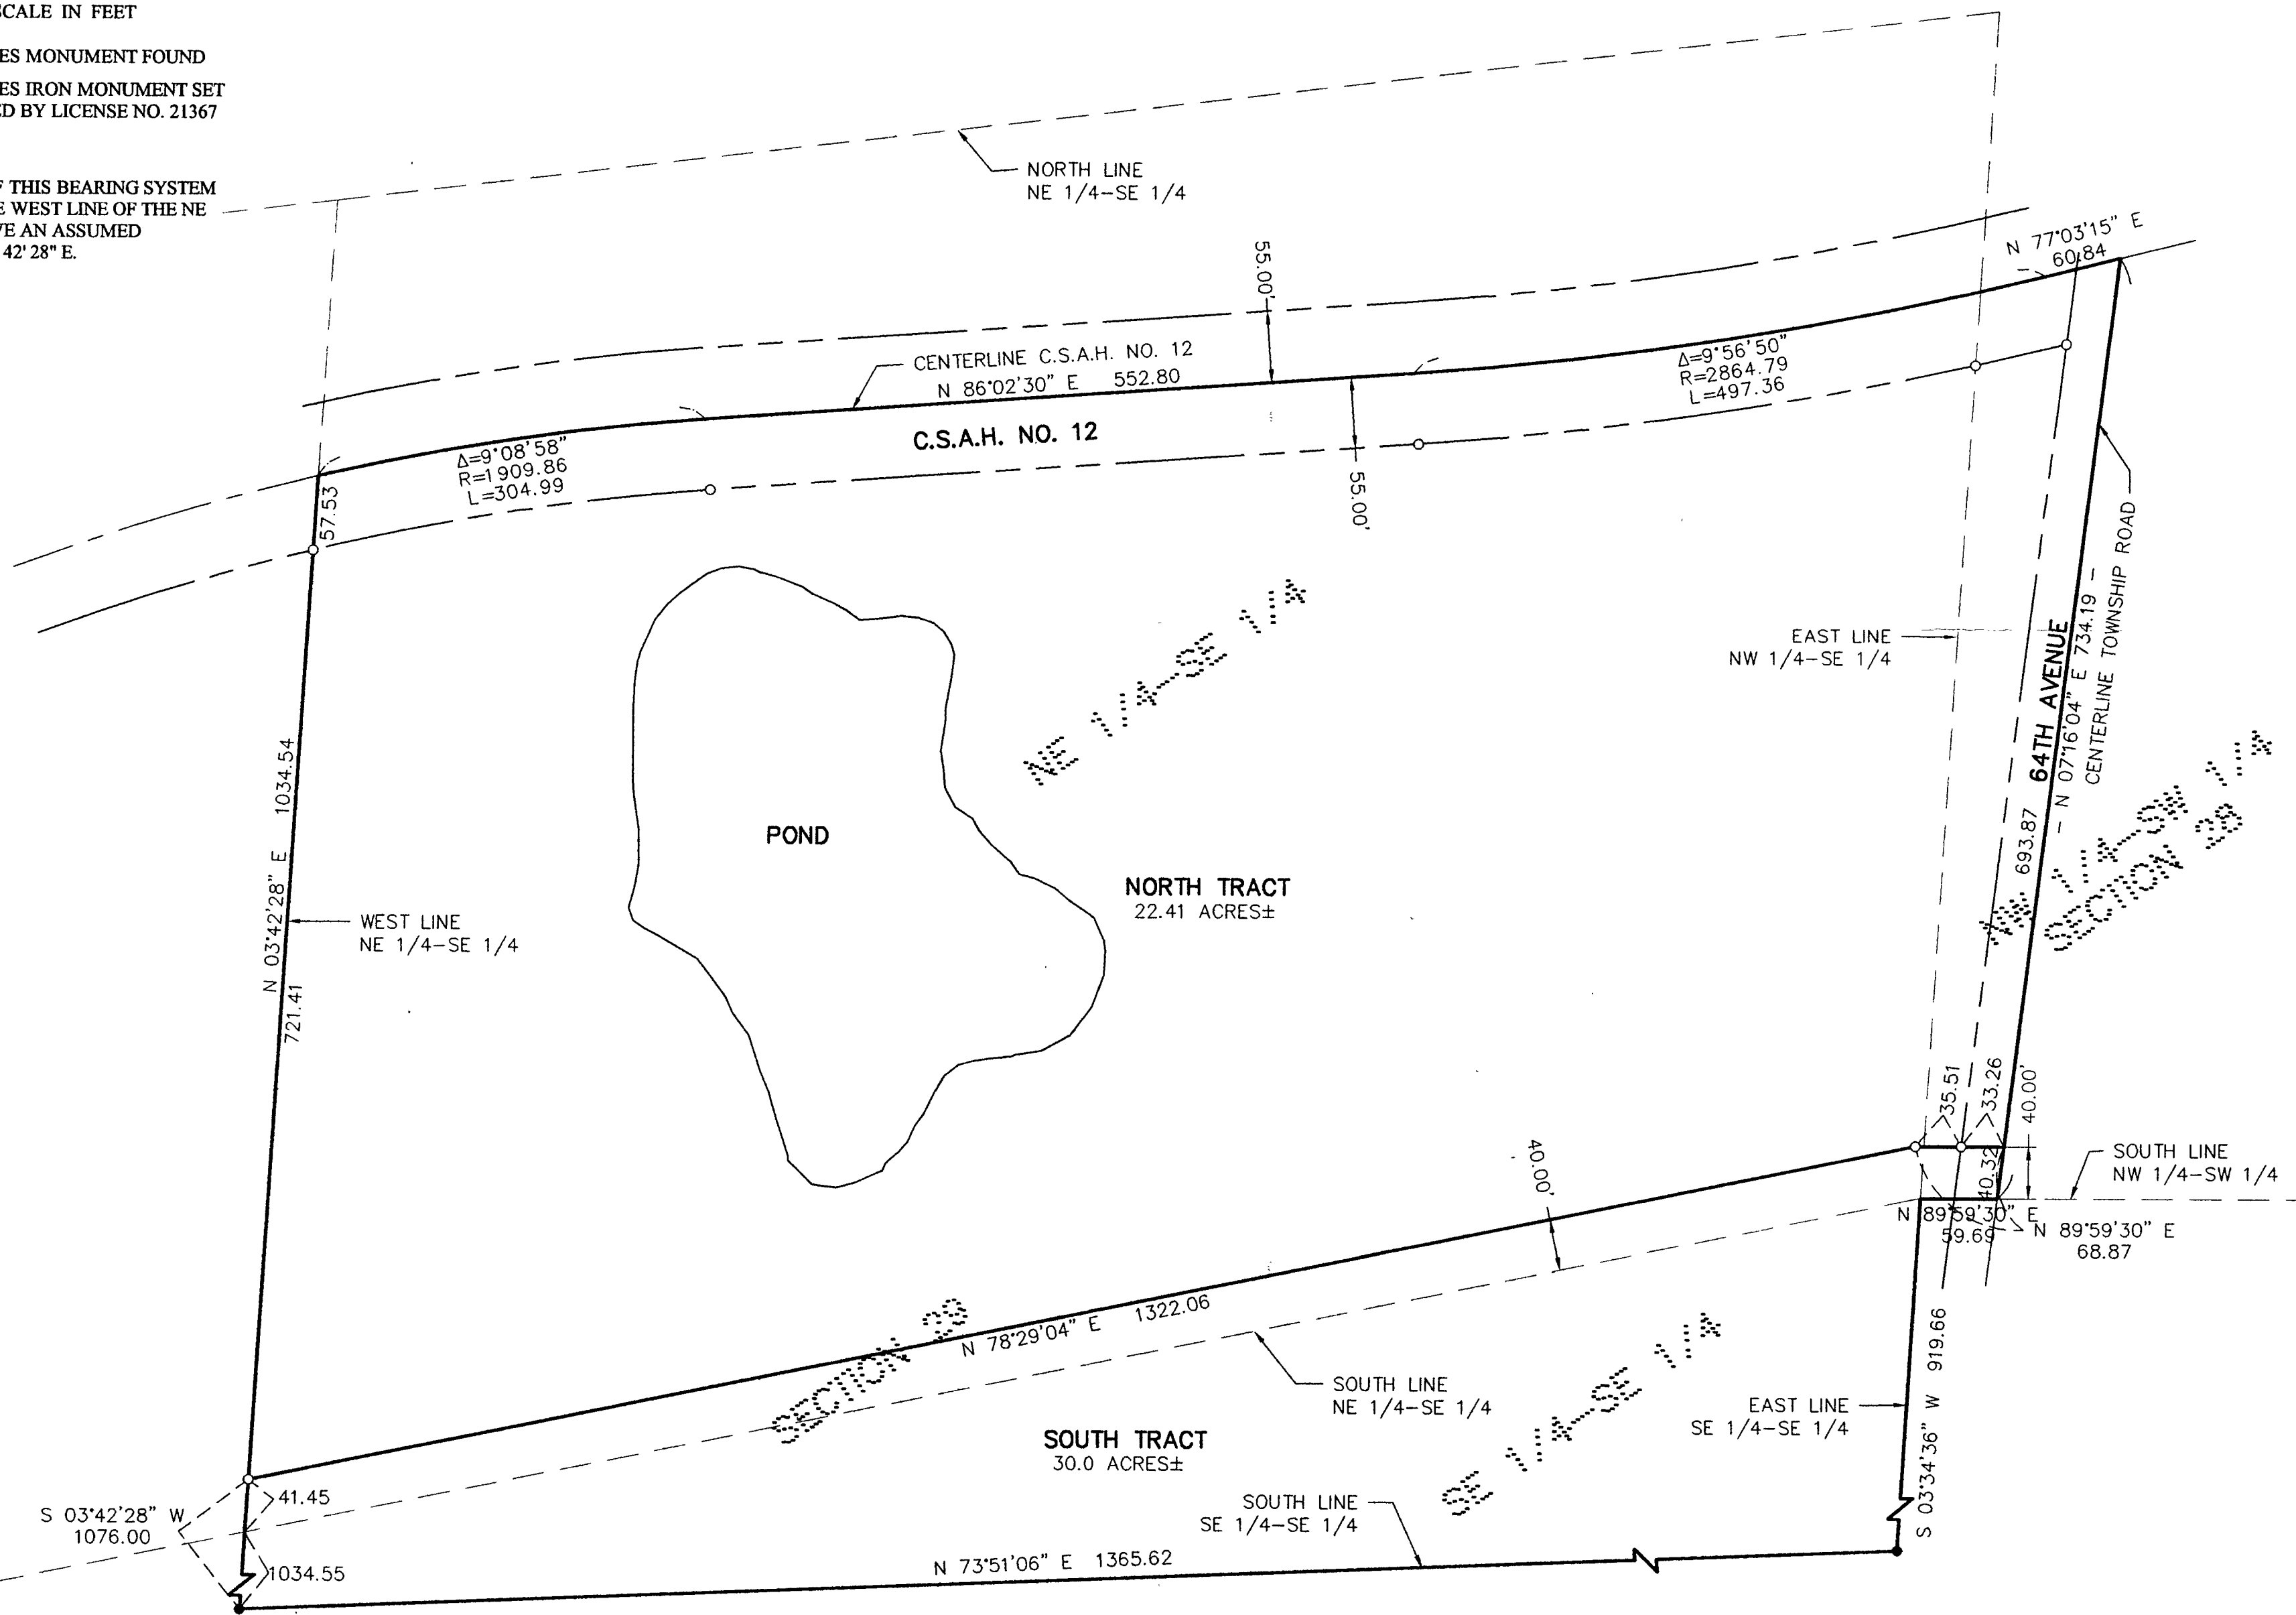 SCALE IN FEET
ES MONUMENT FOUND
ES IRON MONUMENT SET
ED BY LICENSE NO. 21367
F THIS BEARING SYSTEM
E WEST LINE OF THE NE
VE AN ASSUMED
42' 28" E.
NORTH LINE
NE 1/4-SE 1/4
N 77°03'15" E
60.84
55.00'
CENTERLINE C.S.A.H. NO. 12
N 86°02'30" E 552.80
C.S.A.H. NO. 12
Δ=9°56'50"
R=2864.79
L=497.36
Δ=9°08'58"
R=1909.86
L=304.99
55.00'
57.53
NE 1/4-SE 1/4
EAST LINE
NW 1/4-SE 1/4
64TH AVENUE
N 07°16'04" E 734.19 -
CENTERLINE TOWNSHIP ROAD
693.87
NW 1/4-SW 1/4
SECTION
POND
NORTH TRACT
22.41 ACRES±
N 03°42'28" E 1034.54
721.41
WEST LINE
NE 1/4-SE 1/4
35.51
33.26
40.00'
40.32
SOUTH LINE
NW 1/4-SW 1/4
N 89°59'30" E
59.69
N 89°59'30" E
68.87
40.00'
N 78°29'04" E 1322.06
SECTION
SOUTH LINE
NE 1/4-SE 1/4
SE 1/4-SE 1/4
EAST LINE
SE 1/4-SE 1/4
S 03°34'36" W 919.66
SOUTH TRACT
30.0 ACRES±
41.45
S 03°42'28" W
1076.00
1034.55
SOUTH LINE
SE 1/4-SE 1/4
N 73°51'06" E 1365.62